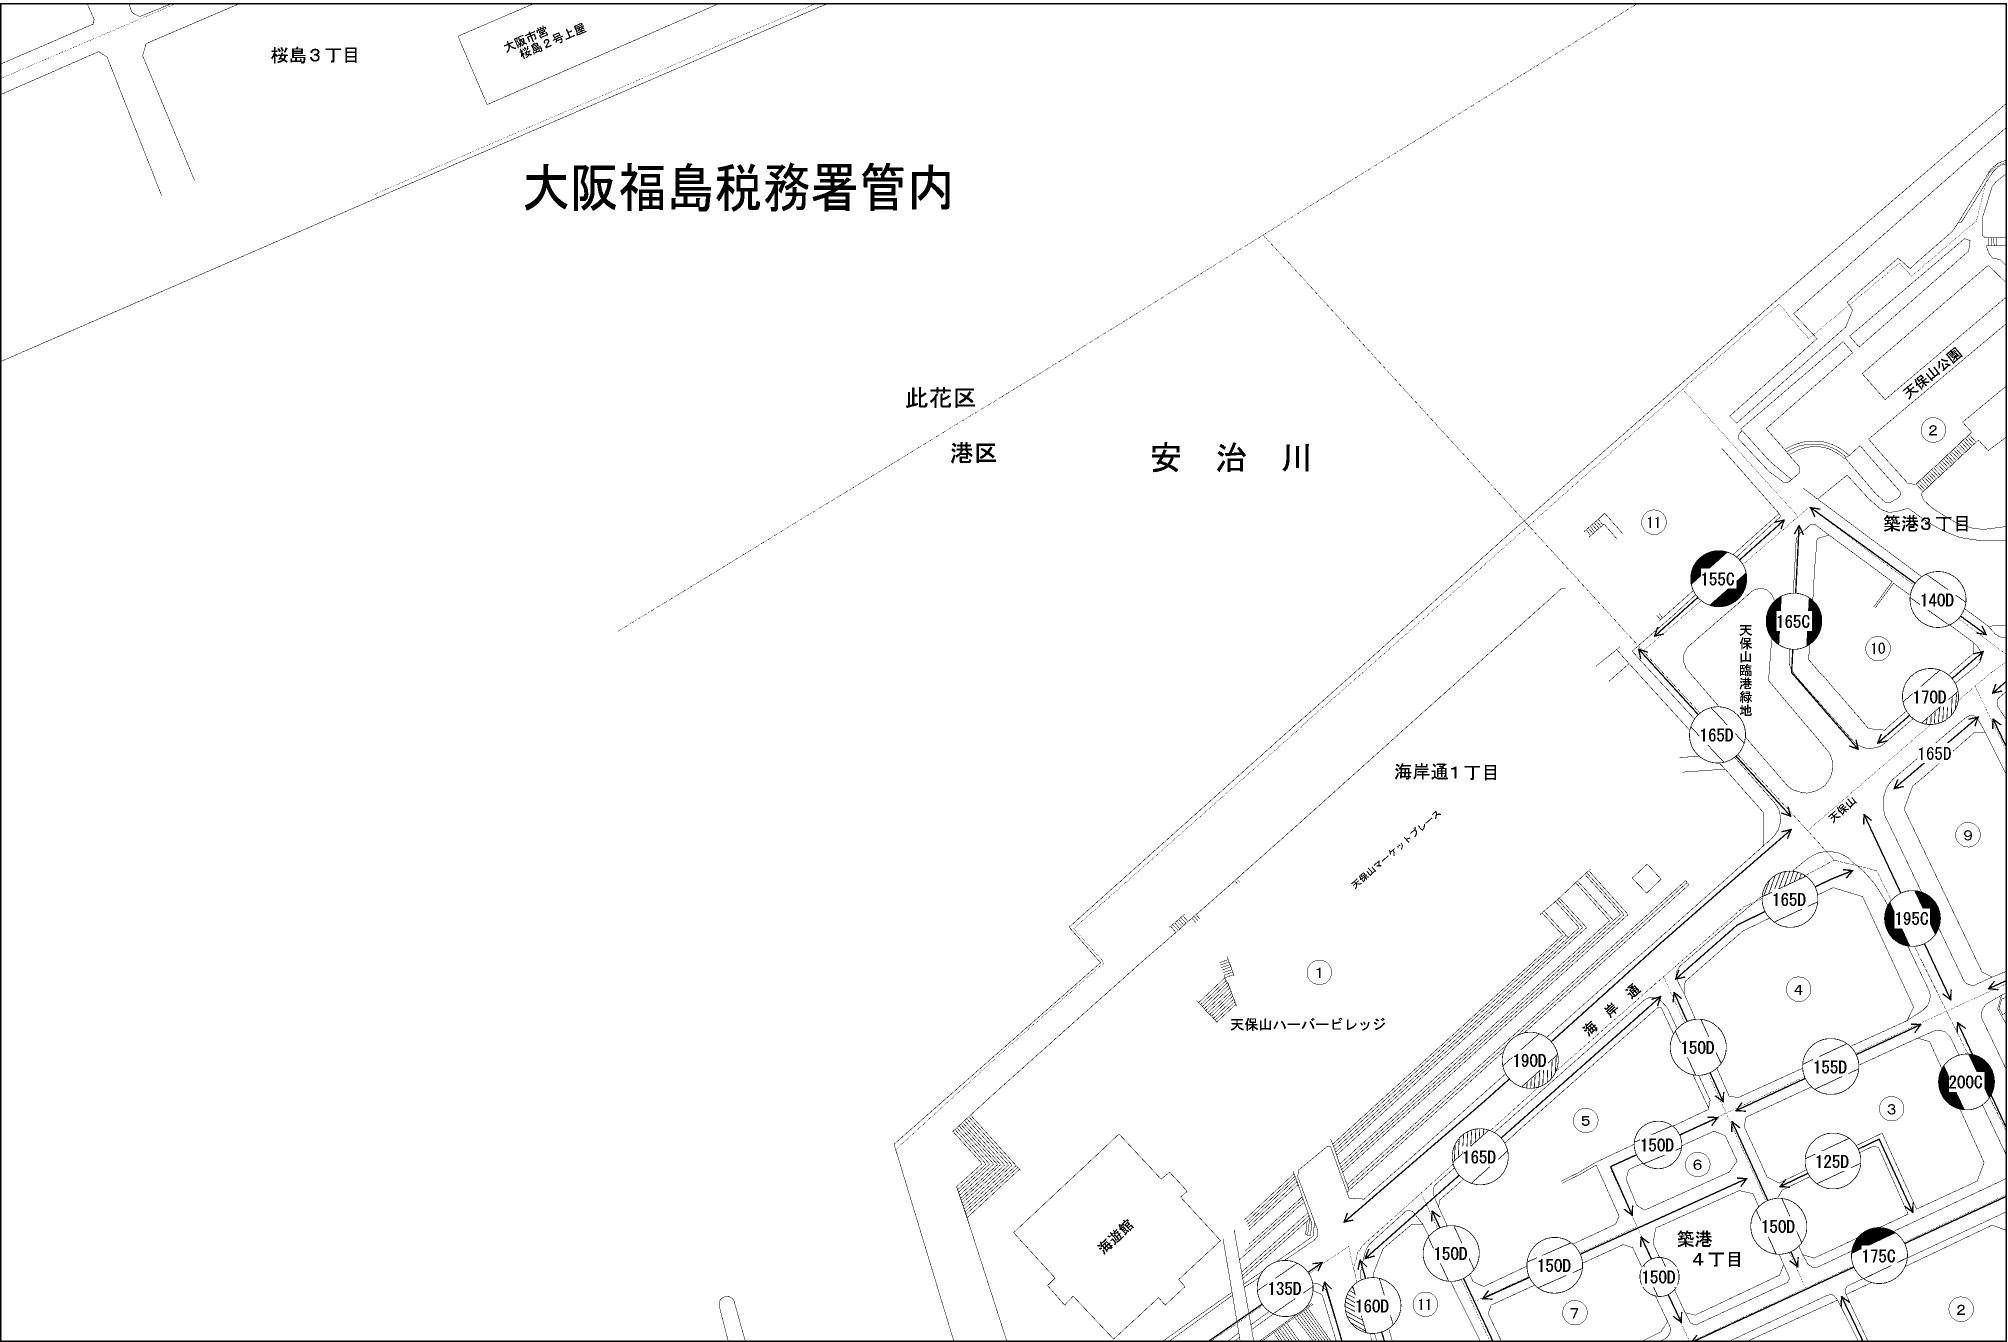 桜島３丁目
大阪市営
桜島２号上屋
大阪福島税務署管内
此花区
港区
安　治　川
天保山公園
②
築港３丁目
⑪
155C
165C
140D
天保山臨港緑地
⑩
170D
165D
165D
海岸通１丁目
天保山マーケットプレース
天保山
⑨
165D
195C
①
④
天保山ハーバービレッジ
海岸通
190D
150D
155D
200C
⑤
③
165D
150D
⑥
125D
海遊館
150D
150D
築港
４丁目
175C
150D
150D
135D
160D
⑪
⑦
②